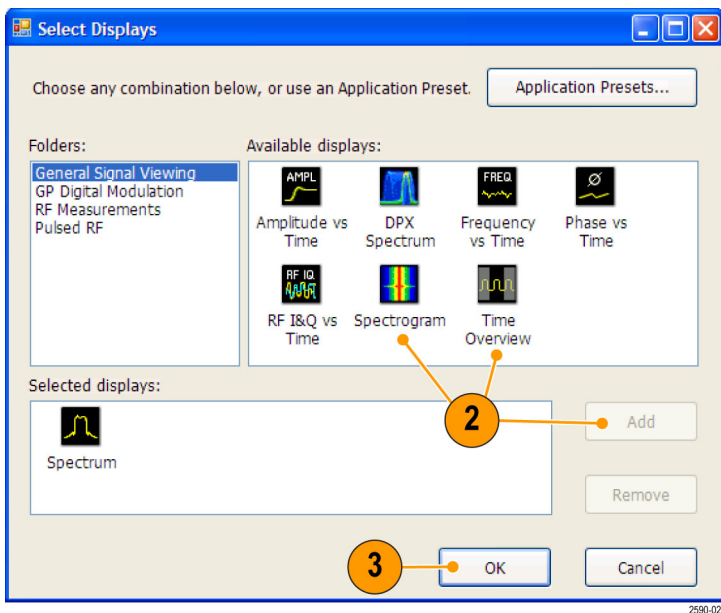 Select Displays
Choose any combination below, or use an Application Preset.
Application Presets...
Folders:
Available displays:
General Signal Viewing
GP Digital Modulation
RF Measurements
Pulsed RF
AMPL
FREQ
Ø
Amplitude vs Time
DPX Spectrum
Frequency vs Time
Phase vs Time
RF IQ
RF I&Q vs Time
Spectrogram
Time Overview
Selected displays:
Spectrum
2
Add
Remove
3
OK
Cancel
2590-02